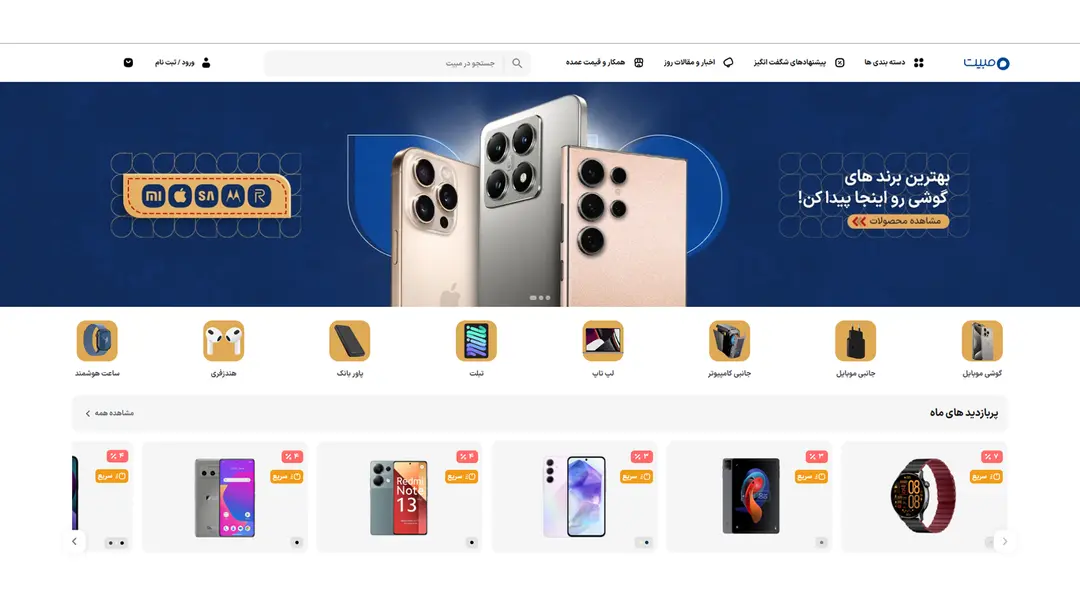 مبیت
دسته بندی ها
پیشنهادهای شگفت انگیز
اخبار و مقالات روز
همکار و قیمت عمده
جستجو در مبیت
ورود / ثبت نام
بهترین برند های
گوشی رو اینجا پیدا کن!
مشاهده محصولات
گوشی موبایل
جانبی موبایل
جانبی کامپیوتر
لپ تاپ
تبلت
پاور بانک
هندزفری
ساعت هوشمند
پربازدید های ماه
مشاهده همه
۷ ٪
سریع
۳ ٪
سریع
۳ ٪
سریع
۴ ٪
سریع
Redmi
Note
13
۴ ٪
سریع
۴ ٪
سریع